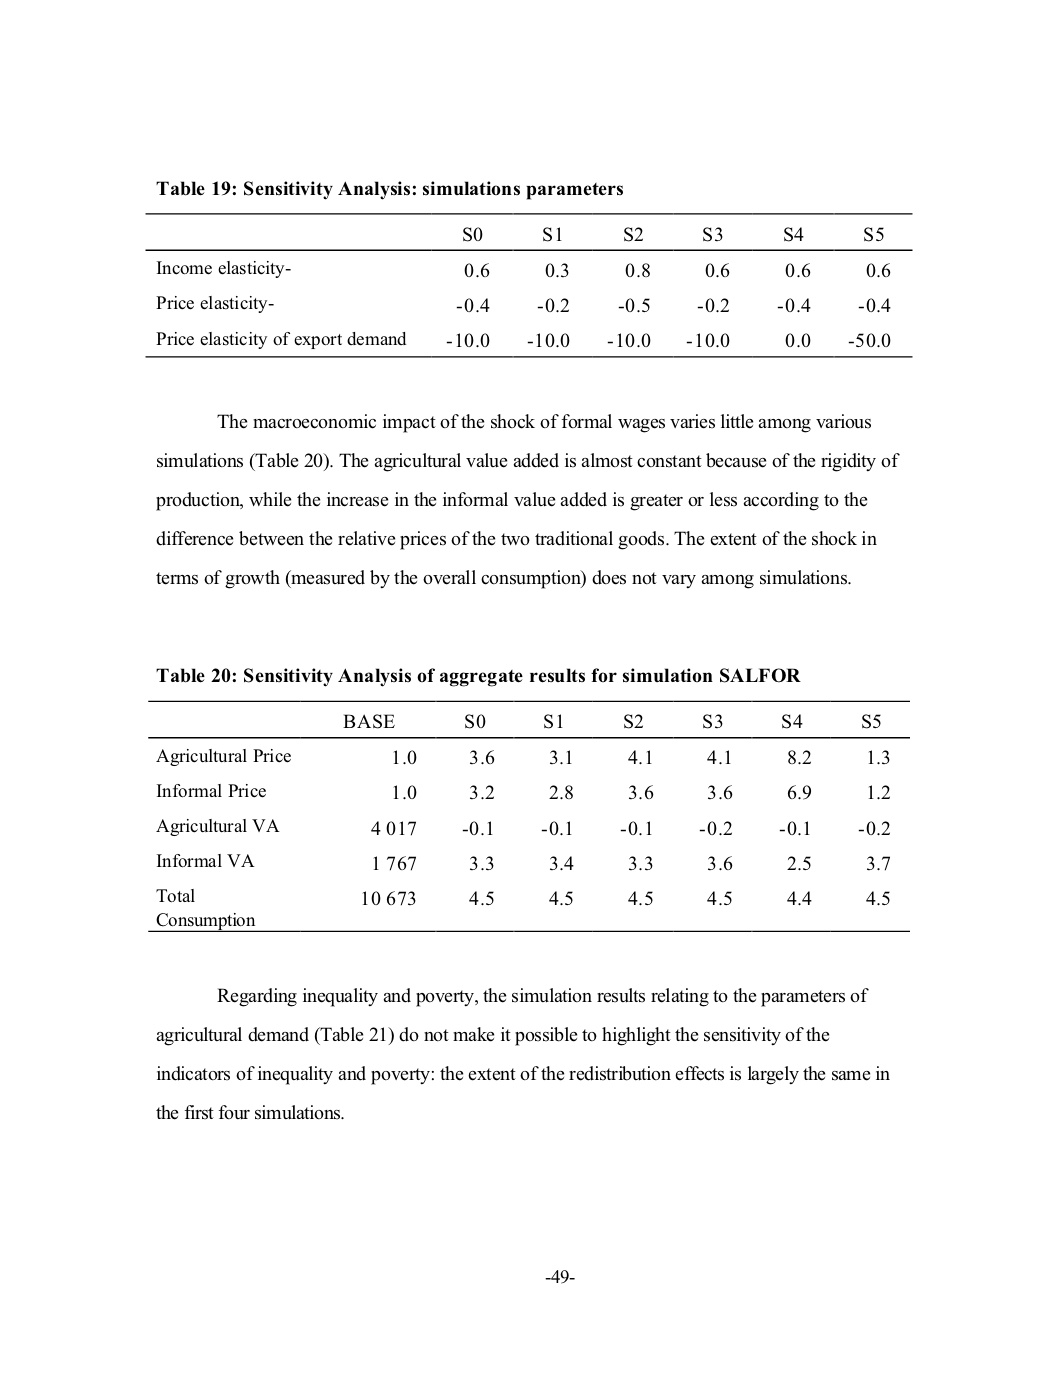 Table 19: Sensitivity Analysis: simulations parameters
S0 S1 S2 S3 S4 S5
Income elasticity- 0.6 0.3 0.8 0.6 0.6 0.6
Price elasticity- -0.4 -0.2 -0.5 -0.2 -0.4 -0.4
Price elasticity of export demand -10.0 -10.0 -10.0 -10.0 0.0 -50.0
The macroeconomic impact of the shock of formal wages varies little among various
simulations (Table 20). The agricultural value added is almost constant because of the rigidity of
production, while the increase in the informal value added is greater or less according to the
difference between the relative prices of the two traditional goods. The extent of the shock in
terms of growth (measured by the overall consumption) does not vary among simulations.
Table 20: Sensitivity Analysis of aggregate results for simulation SALFOR
BASE S0 S1 S2 S3 S4 S5
Agricultural Price 1.0 3.6 3.1 4.1 4.1 8.2 1.3
Informal Price 1.0 3.2 2.8 3.6 3.6 6.9 1.2
Agricultural VA 4 017 -0.1 -0.1 -0.1 -0.2 -0.1 -0.2
Informal VA 1 767 3.3 3.4 3.3 3.6 2.5 3.7
Total 10 673 4.5 4.5 4.5 4.5 4.4 4.5
Consumption
Regarding inequality and poverty, the simulation results relating to the parameters of
agricultural demand (Table 21) do not make it possible to highlight the sensitivity of the
indicators of inequality and poverty: the extent of the redistribution effects is largely the same in
the first four simulations.
-49-